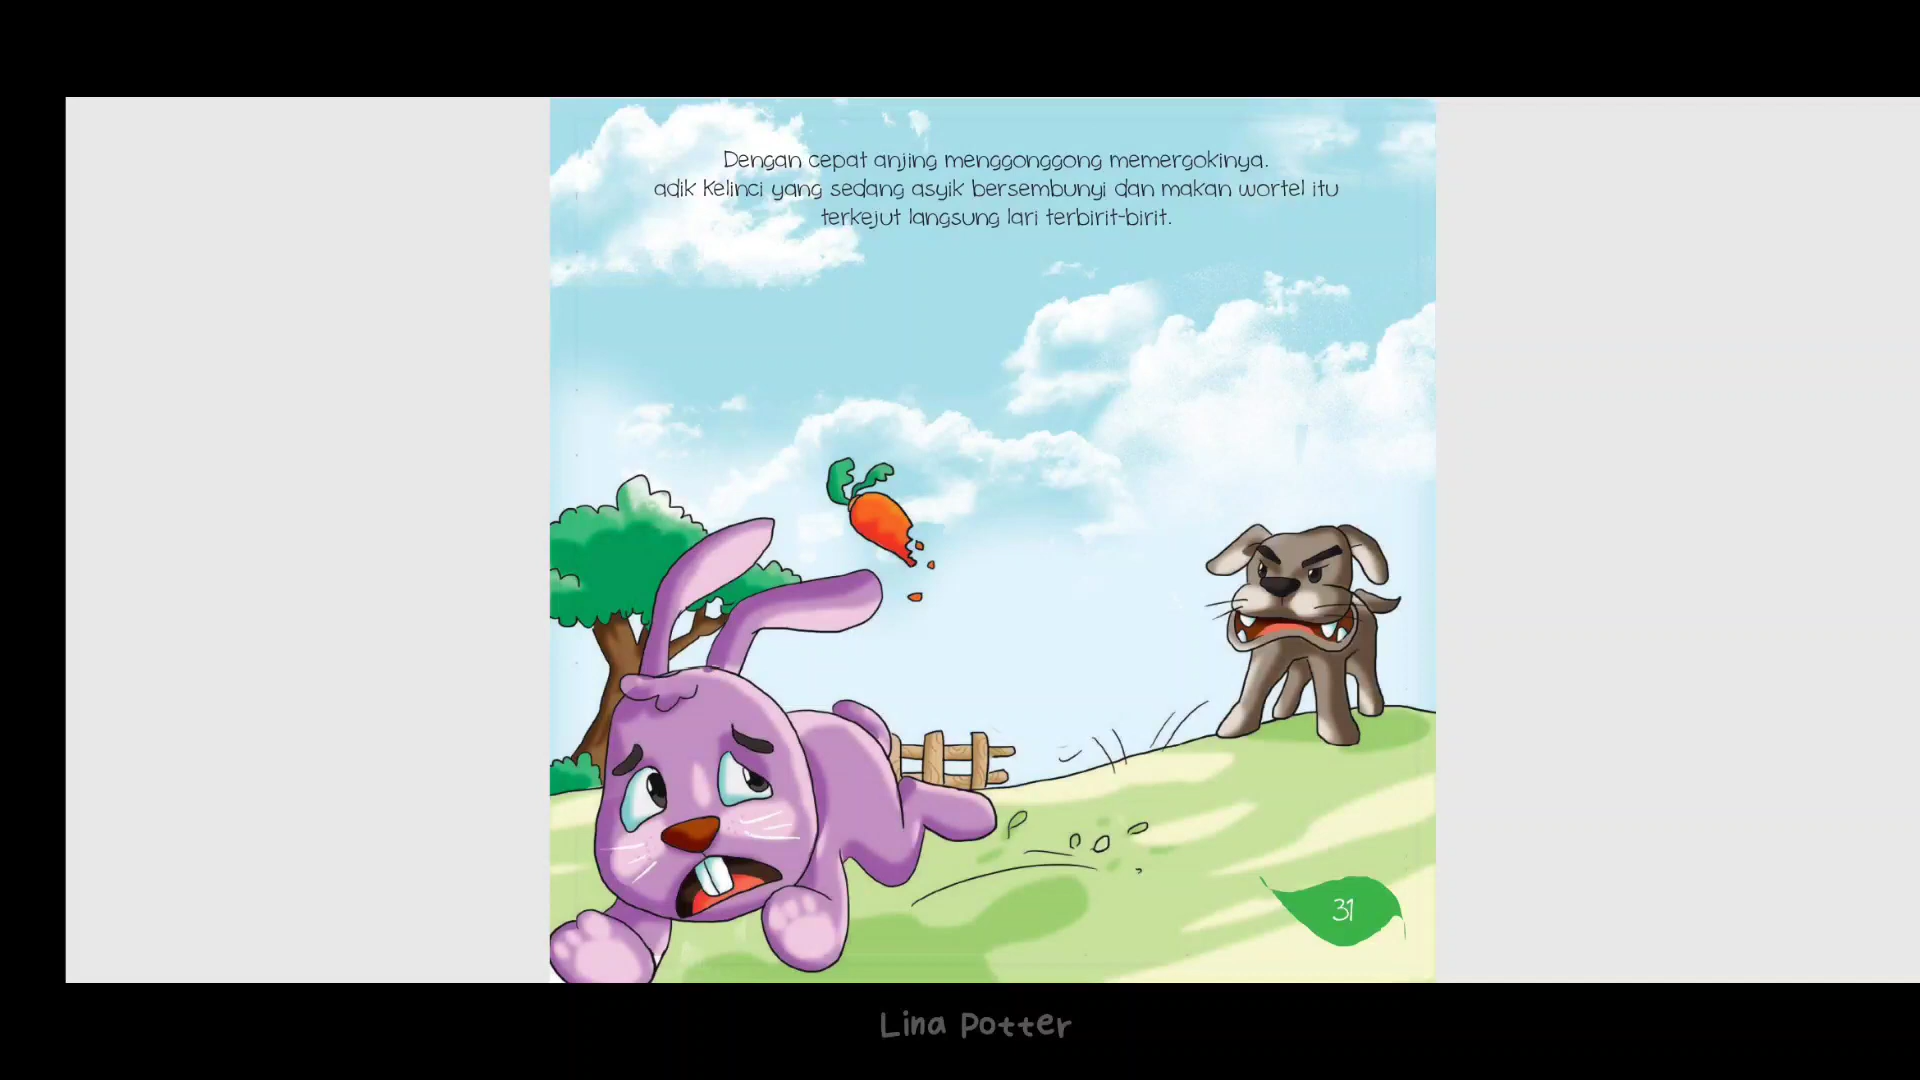 Dengan cepat anjing menggonggong memergokinya.
adik Kelinci yang sedang asyik bersembunyi dan makan wortel itu
terkejut langsung lari terbirit-birit.
31
Lina Potter